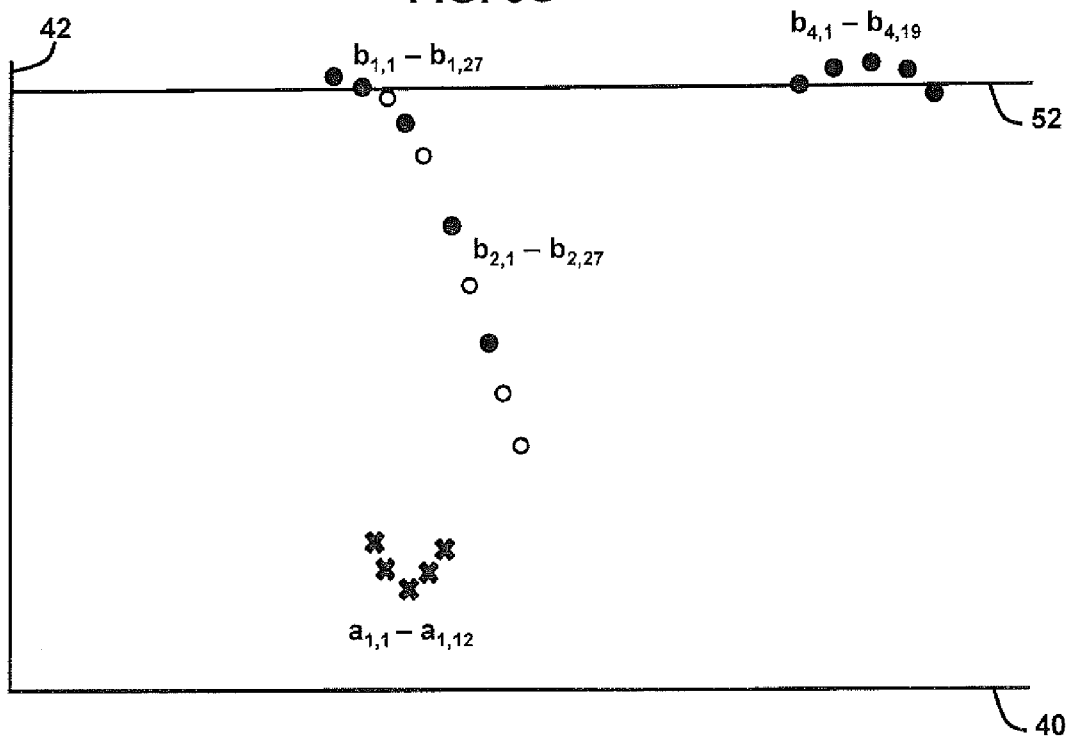 42
b1,1 – b1,27
b4,1 – b4,19
52
b2,1 – b2,27
a1,1 – a1,12
40